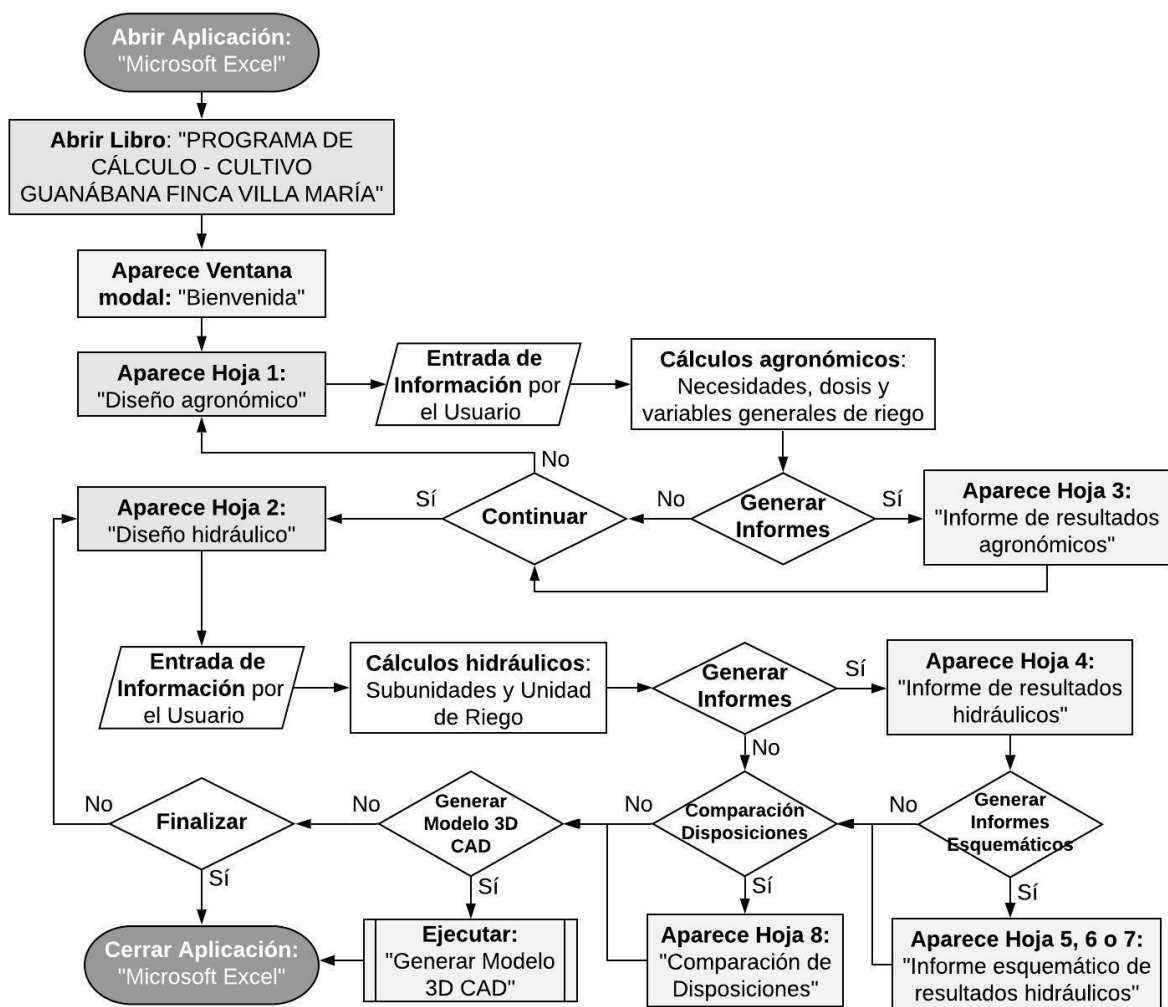 Abrir Aplicación:
"Microsoft Excel"
Abrir Libro: "PROGRAMA DE
CÁLCULO - CULTIVO
GUANÁBANA FINCA VILLA MARÍA"
Aparece Ventana
modal: "Bienvenida"
Aparece Hoja 1:
"Diseño agronómico"
Entrada de
Información por
el Usuario
Cálculos agronómicos:
Necesidades, dosis y
variables generales de riego
Generar
Informes
Sí
Aparece Hoja 3:
"Informe de resultados
agronómicos"
No
Continuar
No
Sí
Aparece Hoja 2:
"Diseño hidráulico"
Entrada de
Información por
el Usuario
Cálculos hidráulicos:
Subunidades y Unidad
de Riego
Generar
Informes
Sí
Aparece Hoja 4:
"Informe de resultados
hidráulicos"
No
Generar
Informes
Esquemáticos
No
Sí
Aparece Hoja 5, 6 o 7:
"Informe esquemático de
resultados hidráulicos"
Comparación
Disposiciones
No
Sí
Aparece Hoja 8:
"Comparación de
Disposiciones"
Generar
Modelo 3D
CAD
No
Sí
Ejecutar:
"Generar Modelo
3D CAD"
Finalizar
No
Sí
Cerrar Aplicación:
"Microsoft Excel"